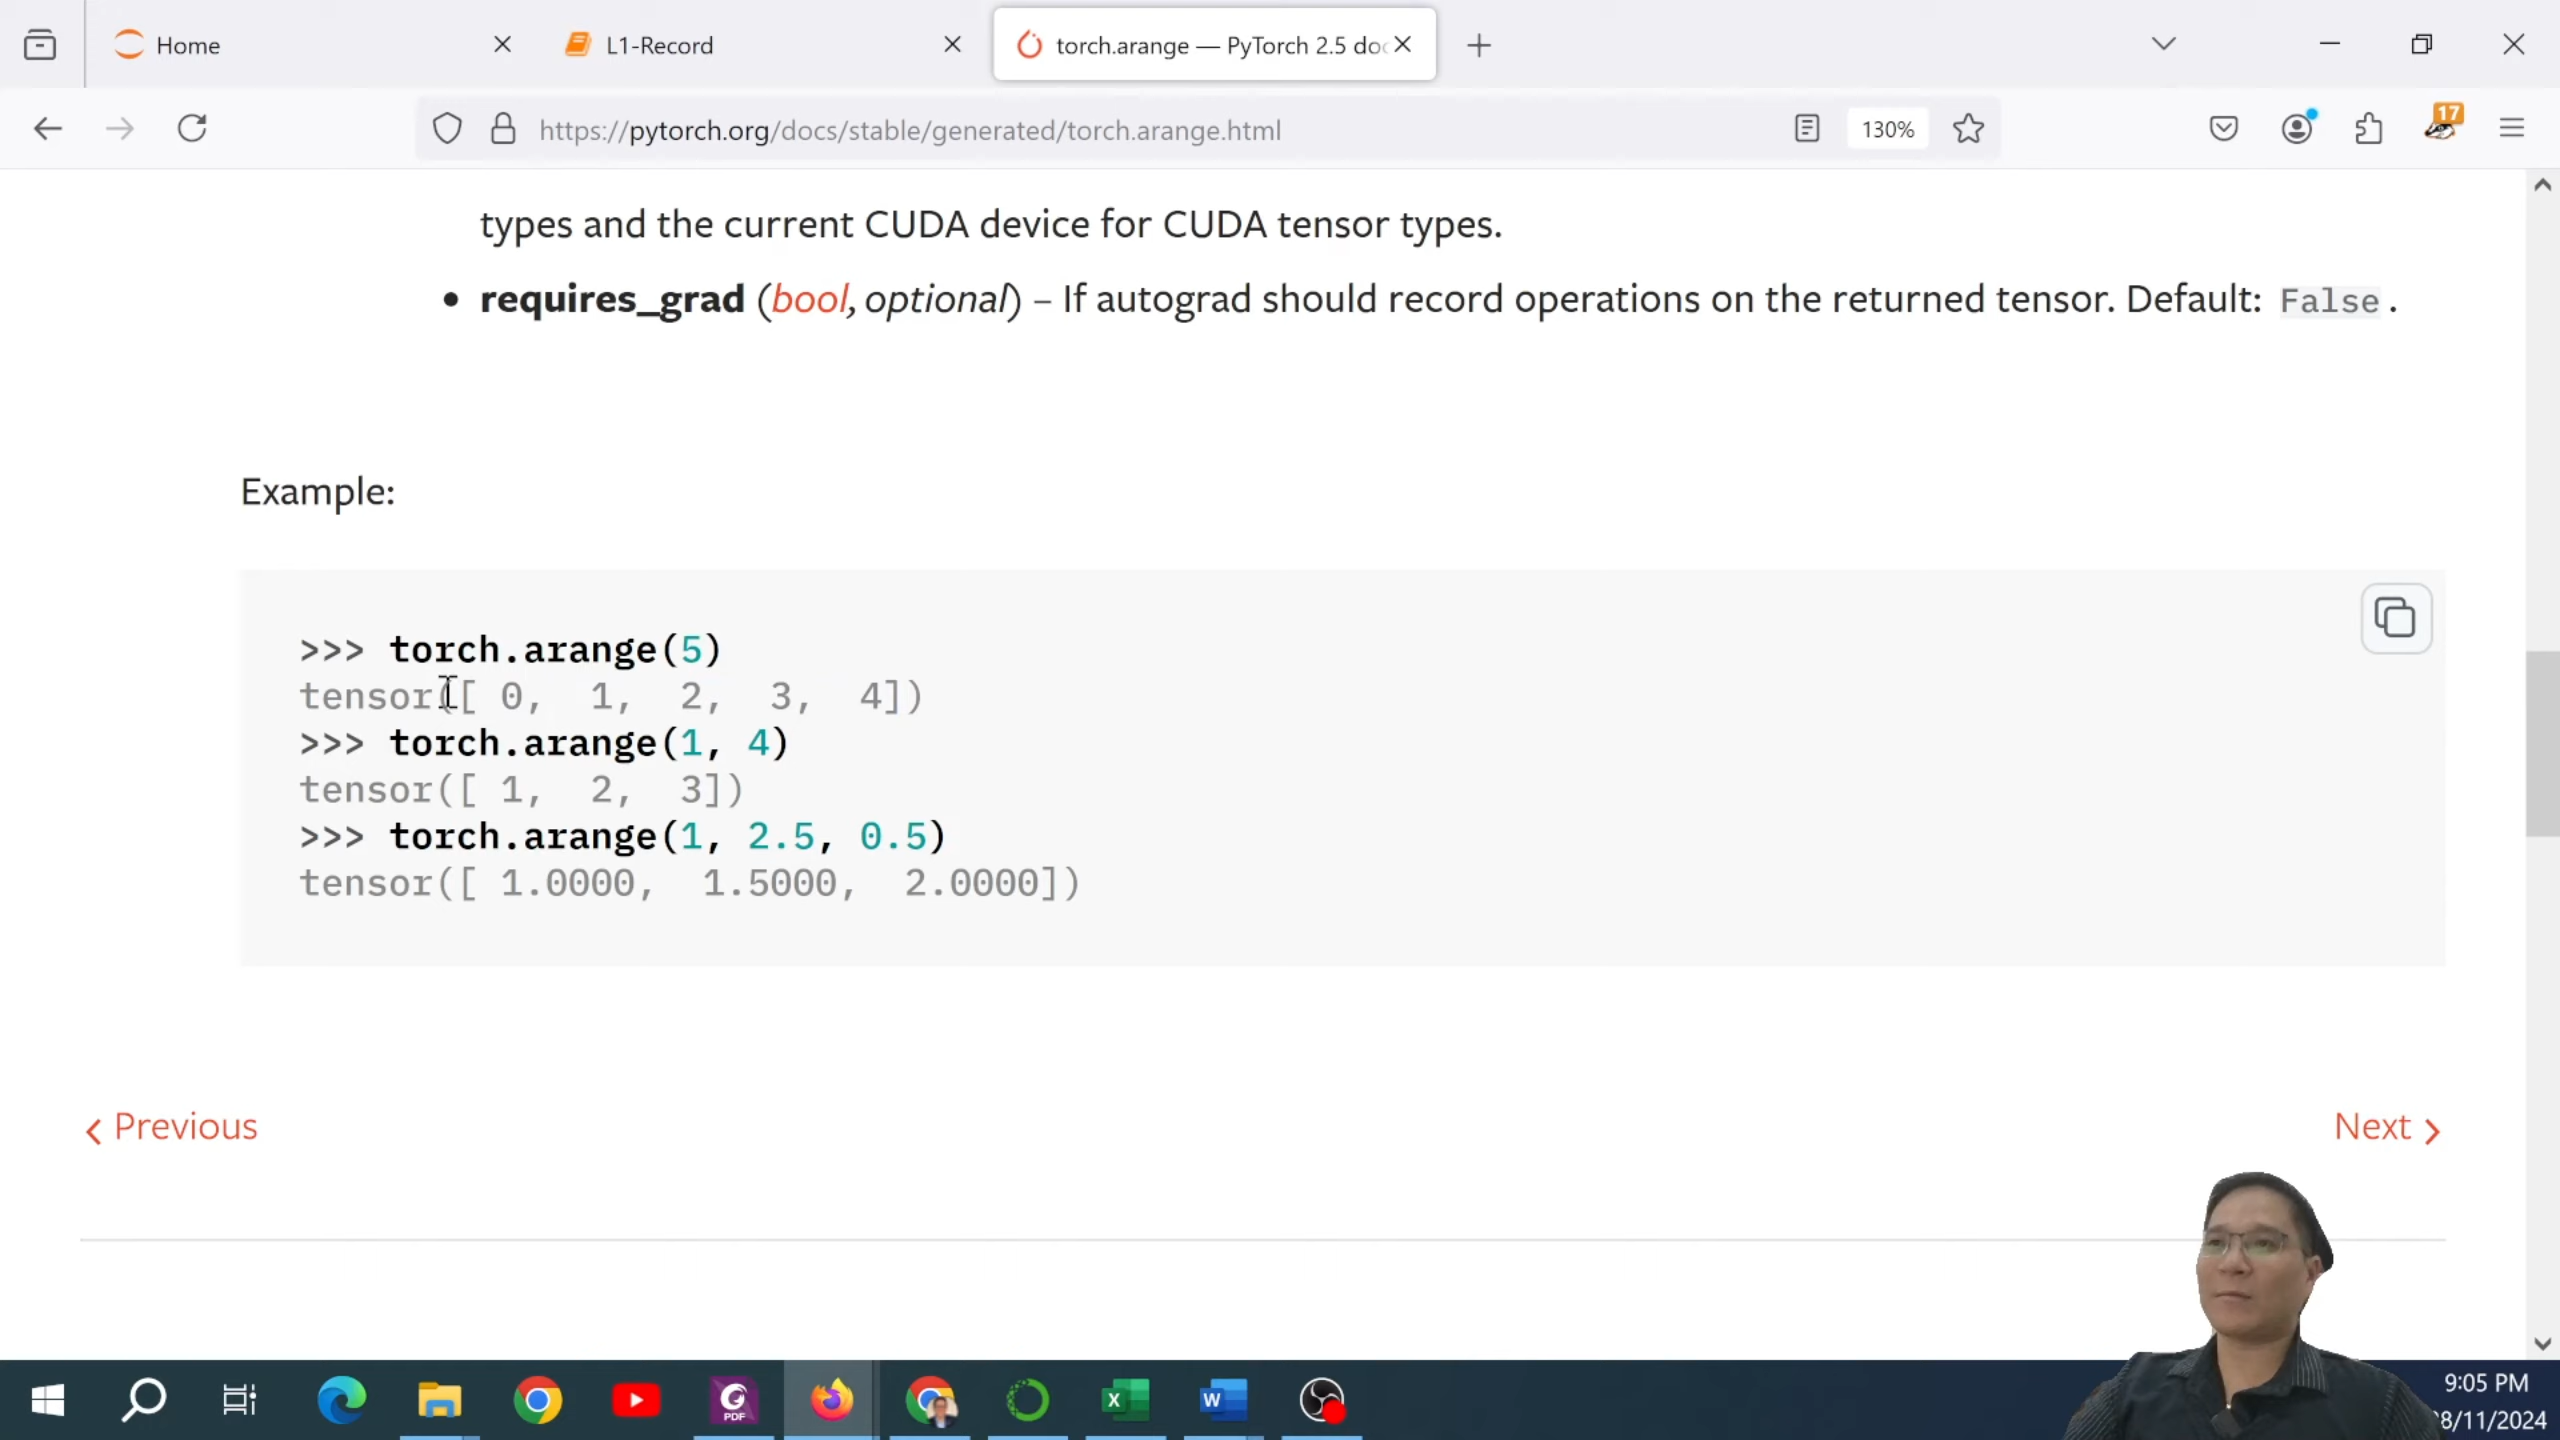 Home
L1-Record
torch.arange — PyTorch 2.5 doc
https://pytorch.org/docs/stable/generated/torch.arange.html
130%
17
types and the current CUDA device for CUDA tensor types.
• requires_grad (bool, optional) – If autograd should record operations on the returned tensor. Default: False .
Example:
>>> torch.arange(5)
tensor([ 0,  1,  2,  3,  4])
>>> torch.arange(1, 4)
tensor([ 1,  2,  3])
>>> torch.arange(1, 2.5, 0.5)
tensor([ 1.0000,  1.5000,  2.0000])
Previous
Next
PDF
X
W
9:05 PM
8/11/2024